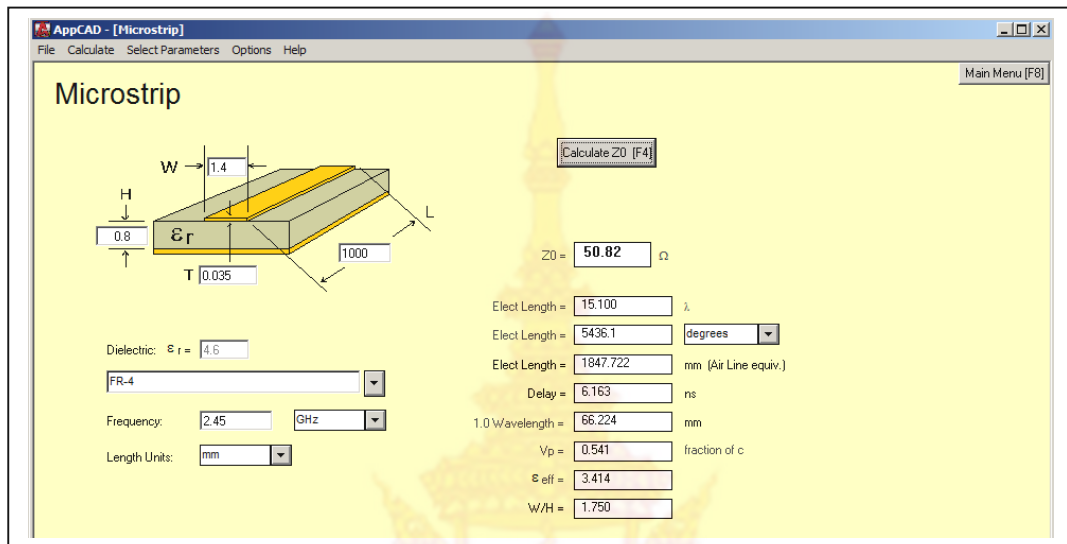 AppCAD - [Microstrip]
File Calculate Select Parameters Options Help
Main Menu [F8]
Microstrip
Calculate Z0 [F4]
W
1.4
H
0.8
εr
L
1000
T 0.035
Z0 = 50.82 Ω
Elect Length = 15.100 λ
Elect Length = 5436.1 degrees
Elect Length = 1847.722 mm (Air Line equiv.)
Delay = 6.163 ns
1.0 Wavelength = 66.224 mm
Vp = 0.541 fraction of c
ε eff = 3.414
W/H = 1.750
Dielectric: ε r = 4.6
FR-4
Frequency: 2.45 GHz
Length Units: mm